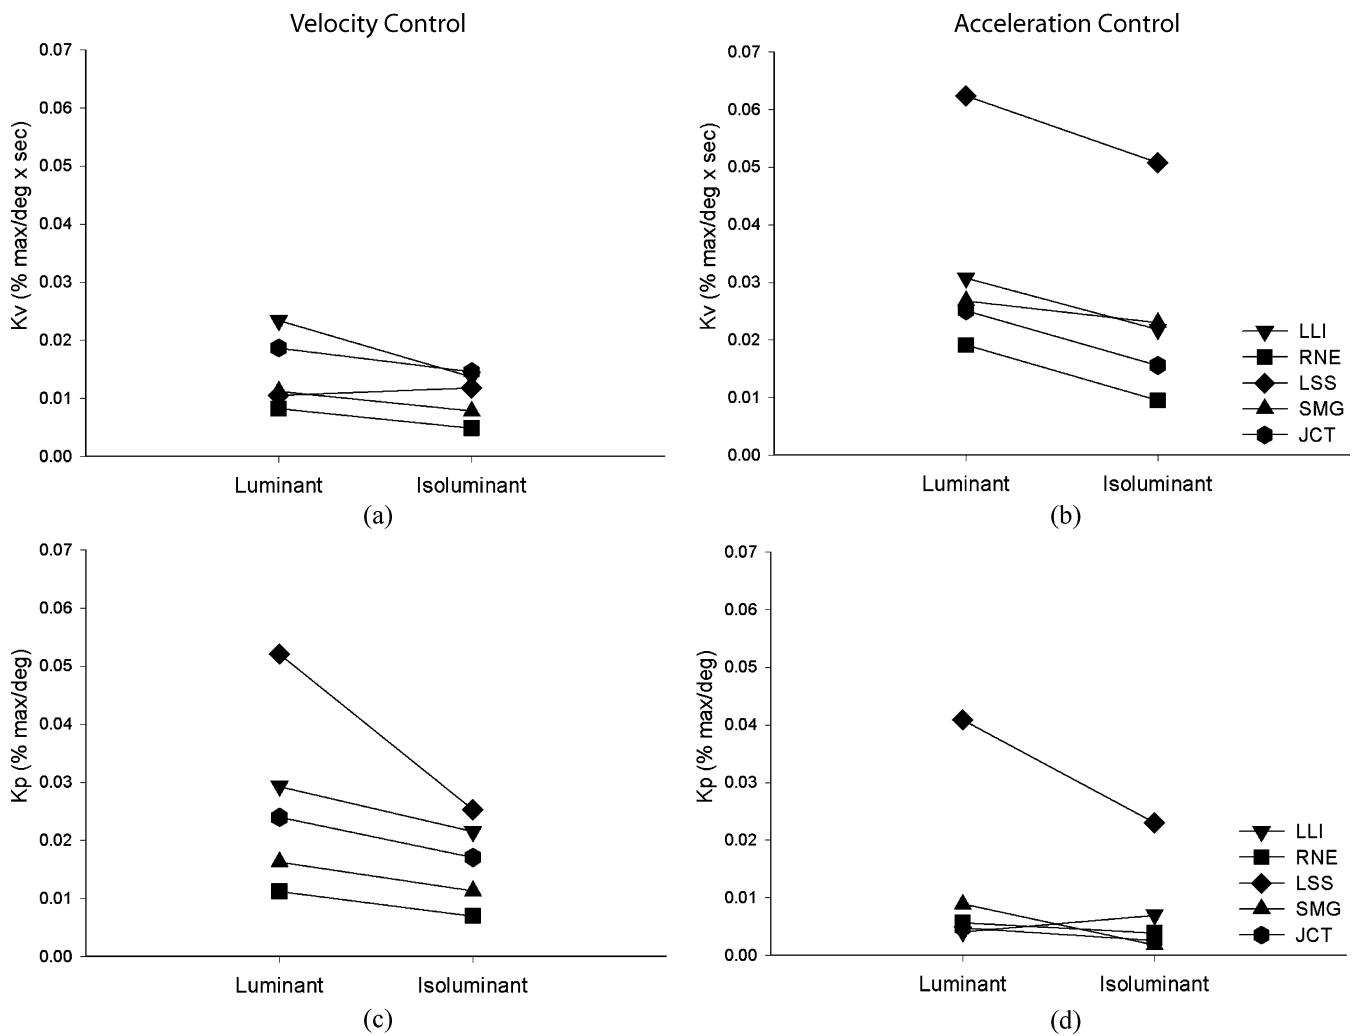 Velocity Control
Acceleration Control
Kv (% max/deg x sec)
0.07
0.06
0.05
0.04
0.03
0.02
0.01
0.00
Luminant Isoluminant
(a)
Kv (% max/deg x sec)
0.07
0.06
0.05
0.04
0.03
0.02
0.01
0.00
LLI
RNE
LSS
SMG
JCT
Luminant Isoluminant
(b)
Kp (% max/deg)
0.07
0.06
0.05
0.04
0.03
0.02
0.01
0.00
Luminant Isoluminant
(c)
Kp (% max/deg)
0.07
0.06
0.05
0.04
0.03
0.02
0.01
0.00
LLI
RNE
LSS
SMG
JCT
Luminant Isoluminant
(d)